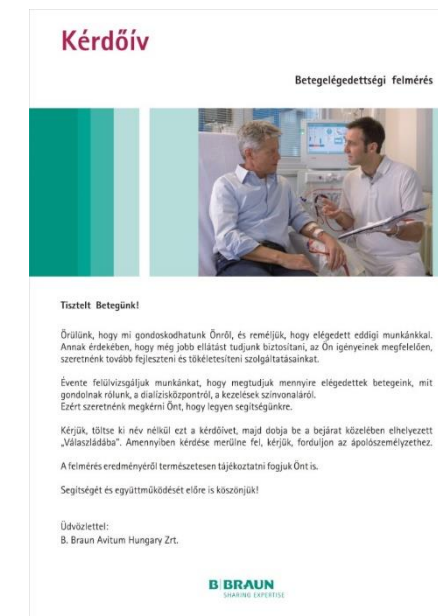 Kérdőív
Betegelégedettségi felmérés
Tisztelt Betegünk!
Örülünk, hogy mi gondoskodhatunk Önről, és reméljük, hogy elégedett eddigi munkánkkal.
Annak érdekében, hogy még jobb ellátást tudjunk biztosítani, az Ön igényeinek megfelelően,
szeretnénk tovább fejleszteni és tökéletesíteni szolgáltatásainkat.
Évente felülvizsgáljuk munkánkat, hogy megtudjuk mennyire elégedettek betegeink, mit
gondolnak rólunk, a dialízisközpontról, a kezelések színvonaláról.
Ezért szeretnénk megkérni Önt, hogy legyen segítségünkre.
Kérjük, töltse ki név nélkül ezt a kérdőívet, majd dobja be a bejárat közelében elhelyezett
„Válaszládába”. Amennyiben kérdése merülne fel, kérjük, forduljon az ápolószemélyzethez.
A felmérés eredményéről természetesen tájékoztatni fogjuk Önt is.
Segítségét és együttműködését előre is köszönjük!
Üdvözlettel:
B. Braun Avitum Hungary Zrt.
B|BRAUN
SHARING EXPERTISE